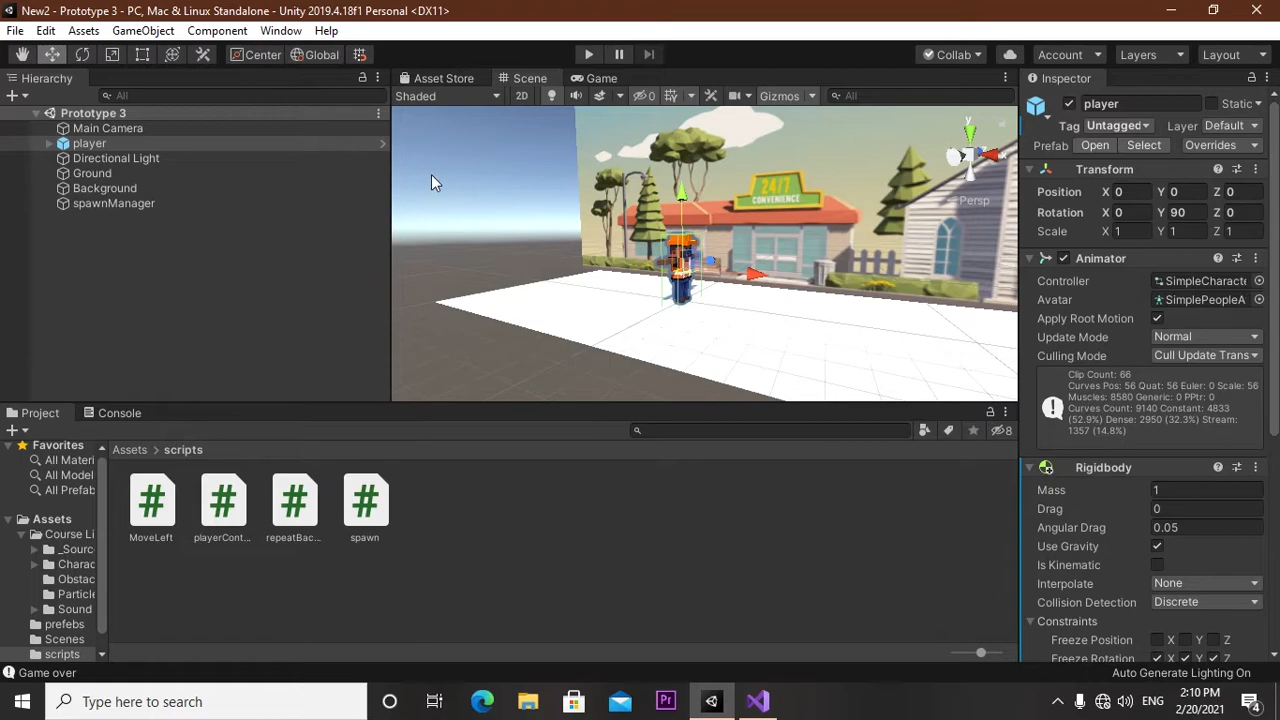 New2 - Prototype 3 - PC, Mac & Linux Standalone - Unity 2019.4.18f1 Personal <DX11>
File Edit Assets GameObject Component Window Help
Center Global Collab Account Layers Layout
Hierarchy Asset Store Scene Game Inspector
All Shaded 2D 0 Gizmos All player Static
Prototype 3
Main Camera
player
Directional Light
Ground
Background
spawnManager
24/7
CONVENIENCE
y
x
Persp
Tag Untagged Layer Default
Prefab Open Select Overrides
Transform
Position X 0 Y 0 Z 0
Rotation X 0 Y 90 Z 0
Scale X 1 Y 1 Z 1
Animator
Controller SimpleCharacte
Avatar SimplePeopleA
Apply Root Motion
Update Mode Normal
Culling Mode Cull Update Trans
Clip Count: 66
Curves Pos: 56 Quat: 56 Euler: 0 Scale: 56
Muscles: 8580 Generic: 0 PPtr: 0
Curves Count: 9140 Constant: 4833
(52.9%) Dense: 2950 (32.3%) Stream:
1357 (14.8%)
Rigidbody
Mass 1
Drag 0
Angular Drag 0.05
Use Gravity
Is Kinematic
Interpolate None
Collision Detection Discrete
Constraints
Freeze Position X Y Z
Freeze Rotation X Y Z
Project Console
8
Favorites
All Materi
All Model
All Prefab
Assets
Course Li
_Sourc
Charac
Obstac
Particle
Sound
prefebs
Scenes
scripts
Assets scripts
MoveLeft playerCont... repeatBac... spawn
Game over Auto Generate Lighting On
Type here to search
Pr
ENG
2:10 PM
2/20/2021
4